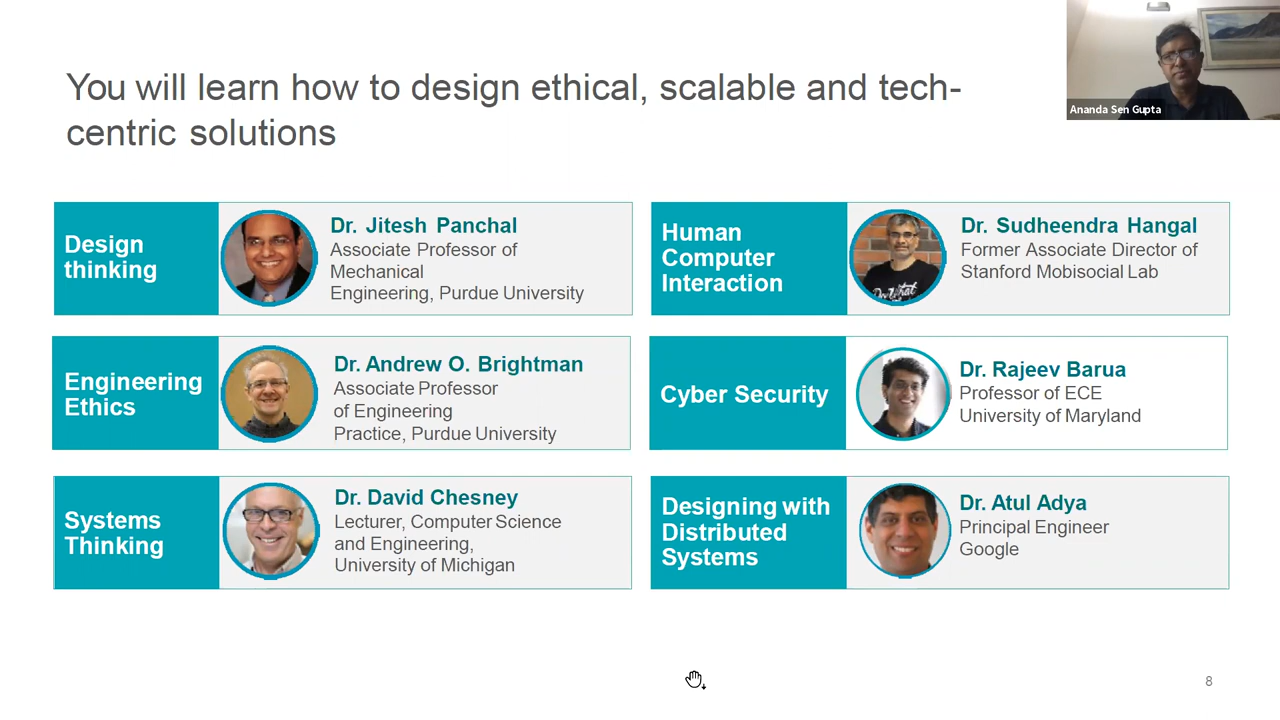 You will learn how to design ethical, scalable and tech-
centric solutions
Ananda Sen Gupta
Design
thinking
Dr. Jitesh Panchal
Associate Professor of
Mechanical
Engineering, Purdue University
Human
Computer
Interaction
Dr. Sudheendra Hangal
Former Associate Director of
Stanford Mobisocial Lab
Engineering
Ethics
Dr. Andrew O. Brightman
Associate Professor
of Engineering
Practice, Purdue University
Cyber Security
Dr. Rajeev Barua
Professor of ECE
University of Maryland
Systems
Thinking
Dr. David Chesney
Lecturer, Computer Science
and Engineering,
University of Michigan
Designing with
Distributed
Systems
Dr. Atul Adya
Principal Engineer
Google
8